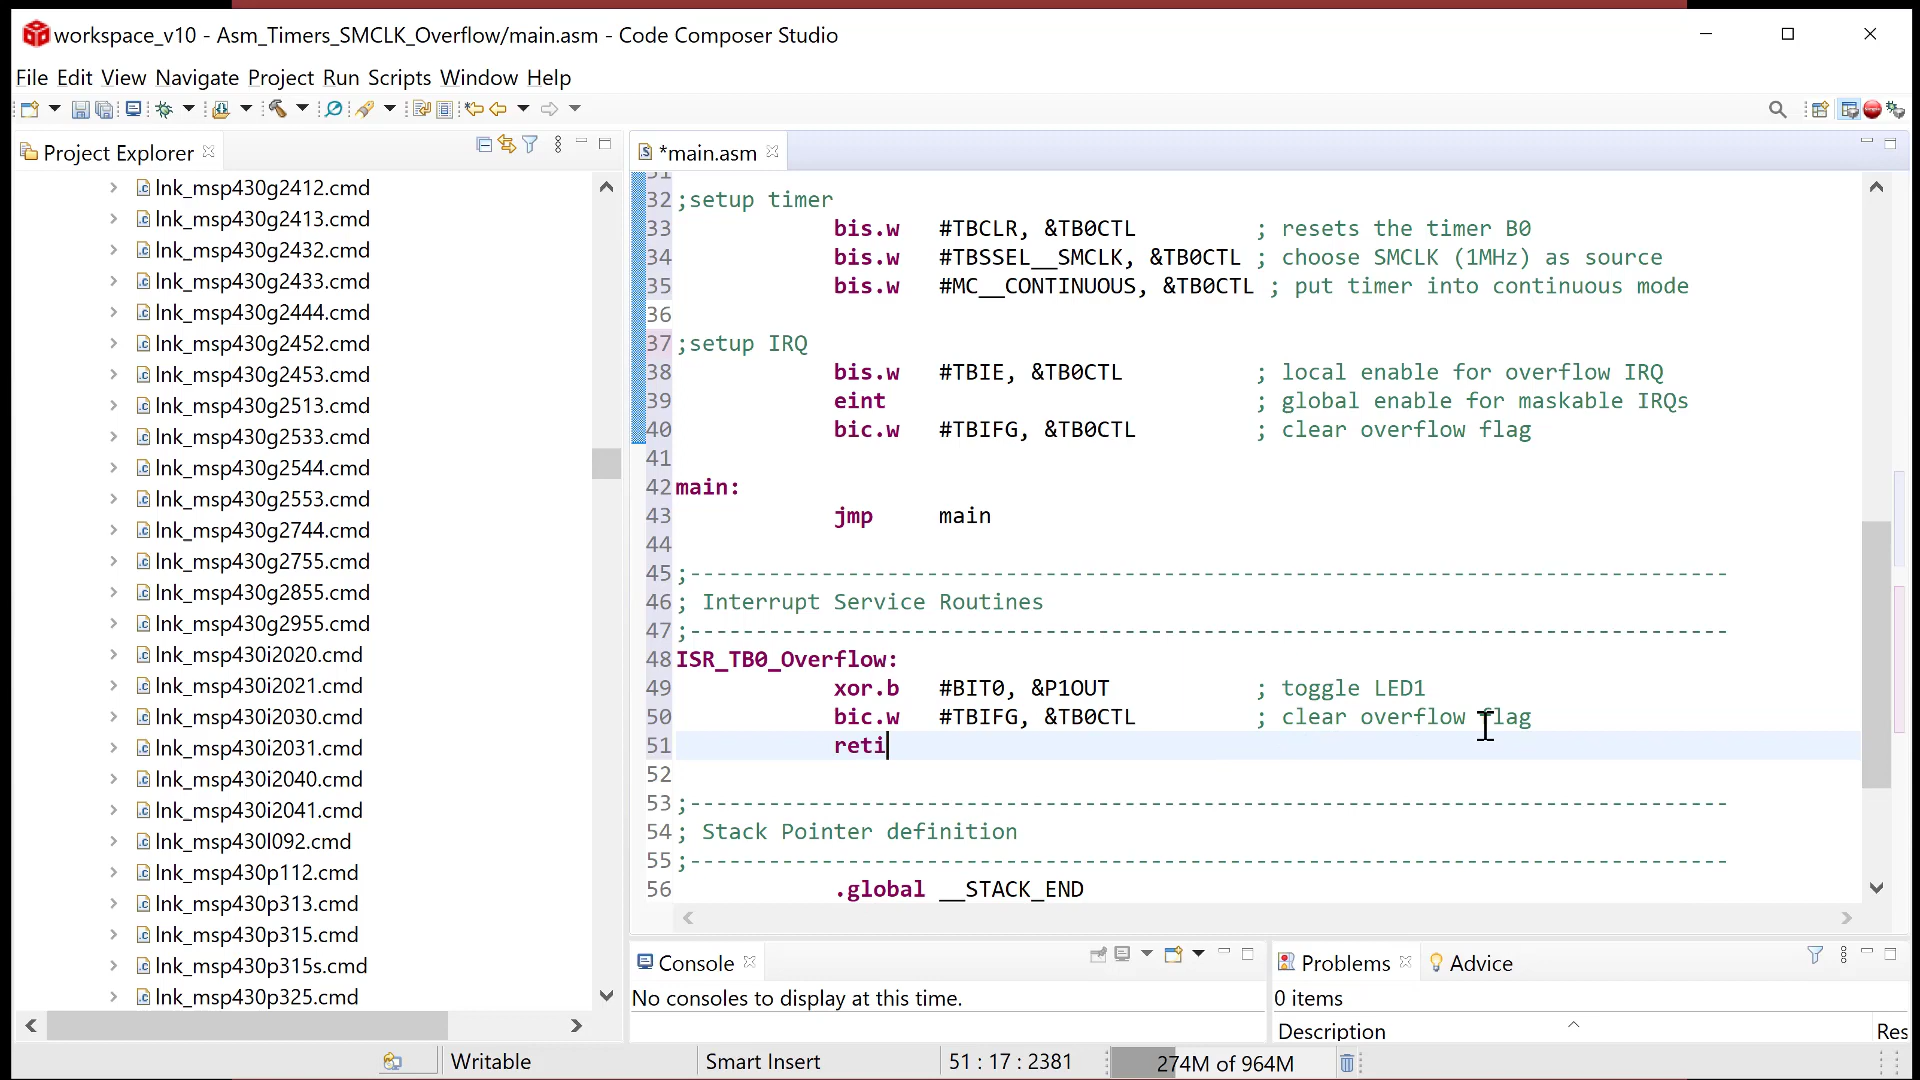 workspace_v10 - Asm_Timers_SMCLK_Overflow/main.asm - Code Composer Studio
File Edit View Navigate Project Run Scripts Window Help
Project Explorer
lnk_msp430g2412.cmd
lnk_msp430g2413.cmd
lnk_msp430g2432.cmd
lnk_msp430g2433.cmd
lnk_msp430g2444.cmd
lnk_msp430g2452.cmd
lnk_msp430g2453.cmd
lnk_msp430g2513.cmd
lnk_msp430g2533.cmd
lnk_msp430g2544.cmd
lnk_msp430g2553.cmd
lnk_msp430g2744.cmd
lnk_msp430g2755.cmd
lnk_msp430g2855.cmd
lnk_msp430g2955.cmd
lnk_msp430i2020.cmd
lnk_msp430i2021.cmd
lnk_msp430i2030.cmd
lnk_msp430i2031.cmd
lnk_msp430i2040.cmd
lnk_msp430i2041.cmd
lnk_msp430l092.cmd
lnk_msp430p112.cmd
lnk_msp430p313.cmd
lnk_msp430p315.cmd
lnk_msp430p315s.cmd
lnk_msp430p325.cmd
*main.asm
31
32 ;setup timer
33 bis.w #TBCLR, &TB0CTL ; resets the timer B0
34 bis.w #TBSSEL__SMCLK, &TB0CTL ; choose SMCLK (1MHz) as source
35 bis.w #MC__CONTINUOUS, &TB0CTL ; put timer into continuous mode
36
37 ;setup IRQ
38 bis.w #TBIE, &TB0CTL ; local enable for overflow IRQ
39 eint ; global enable for maskable IRQs
40 bic.w #TBIFG, &TB0CTL ; clear overflow flag
41
42 main:
43 jmp main
44
45 ;-------------------------------------------------------------------------------
46 ; Interrupt Service Routines
47 ;-------------------------------------------------------------------------------
48 ISR_TB0_Overflow:
49 xor.b #BIT0, &P1OUT ; toggle LED1
50 bic.w #TBIFG, &TB0CTL ; clear overflow flag
51 reti
52
53 ;-------------------------------------------------------------------------------
54 ; Stack Pointer definition
55 ;-------------------------------------------------------------------------------
56 .global __STACK_END
Console
No consoles to display at this time.
Problems Advice
0 items
Description Res
Writable Smart Insert 51 : 17 : 2381 274M of 964M